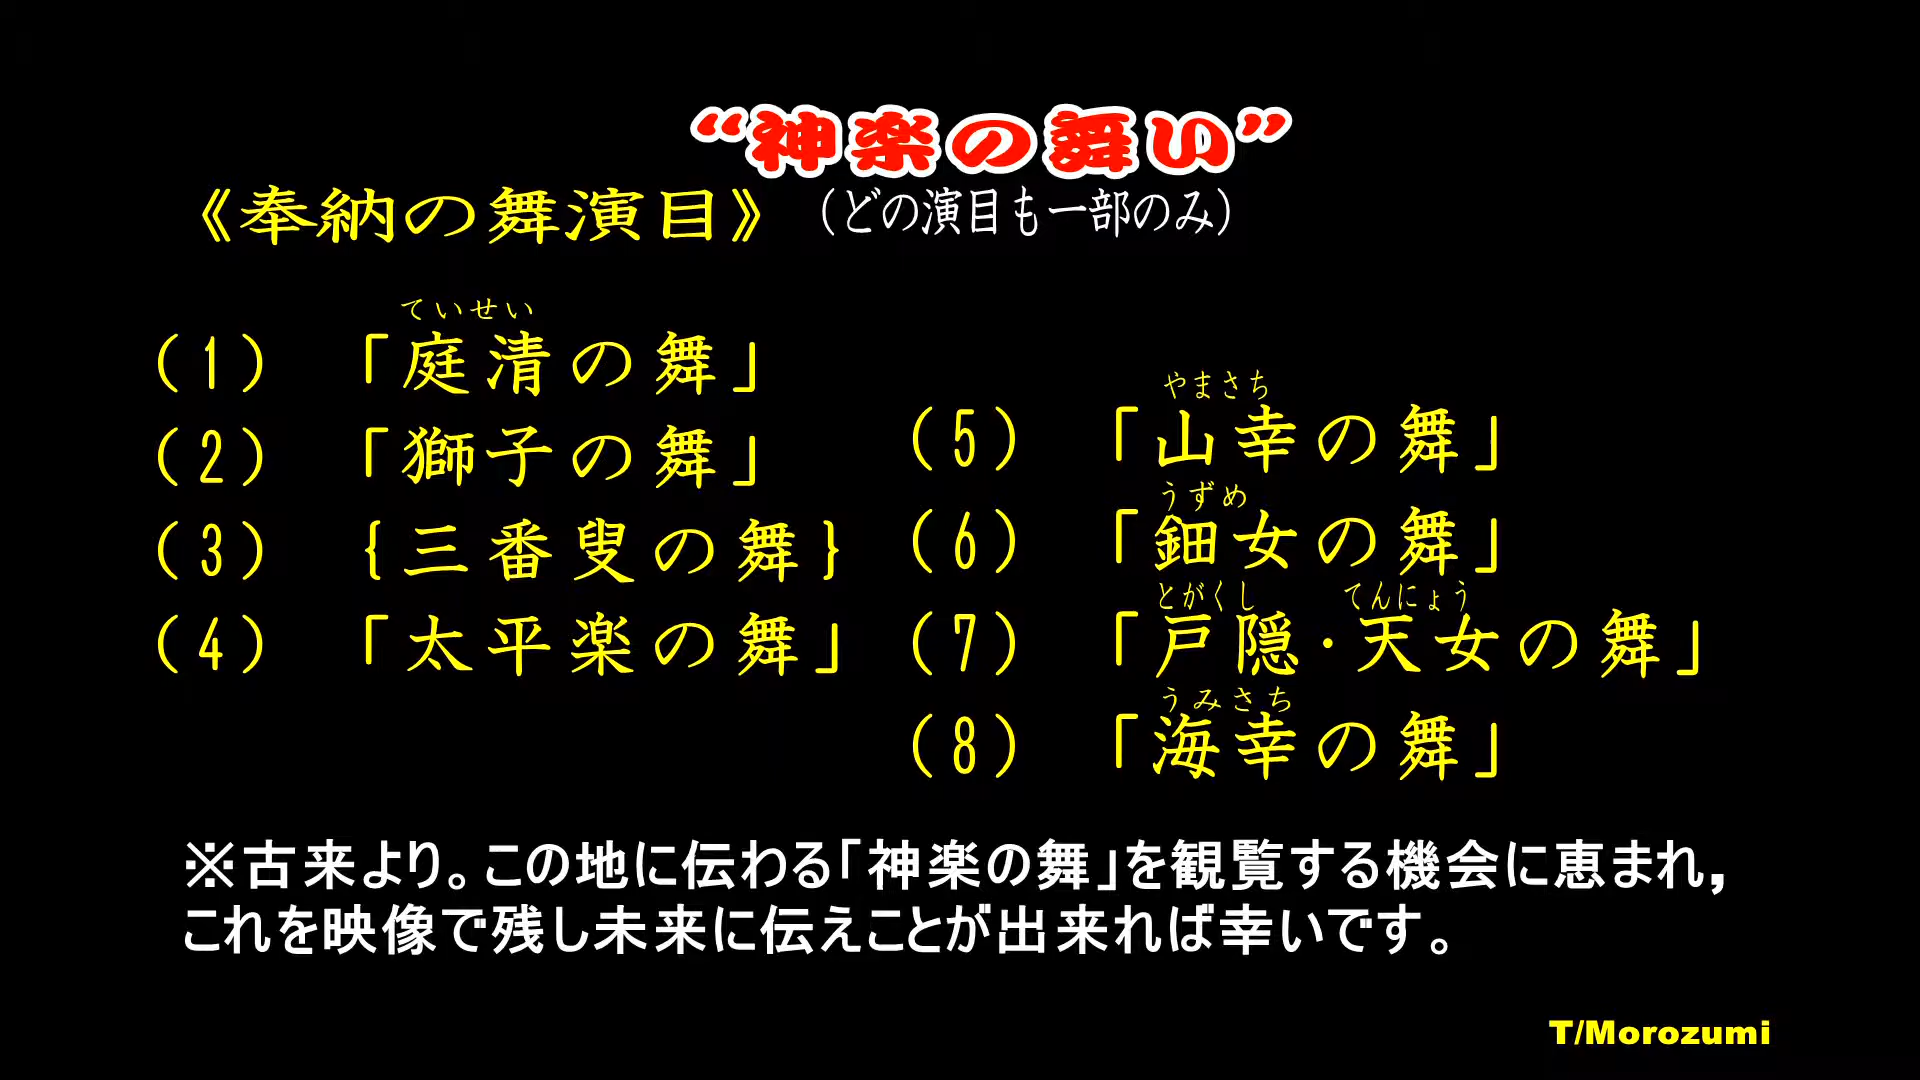 “神楽の舞い”
《奉納の舞演目》 (どの演目も一部のみ)
ていせい
(1) 「庭清の舞」
(2) 「獅子の舞」
(3) {三番叟の舞}
(4) 「太平楽の舞」
やまさち
(5) 「山幸の舞」
うずめ
(6) 「鈿女の舞」
とがくし てんにょう
(7) 「戸隠・天女の舞」
うみさち
(8) 「海幸の舞」
※古来より。この地に伝わる「神楽の舞」を観覧する機会に恵まれ,
これを映像で残し未来に伝えことが出来れば幸いです。
T/Morozumi